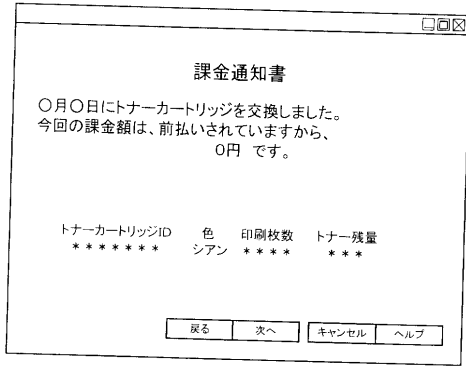 課金通知書
〇月〇日にトナーカートリッジを交換しました。
今回の課金額は、前払いされていますから、
0円 です。
トナーカートリッジID 色 印刷枚数 トナー残量
******* シアン **** ***
戻る 次へ キャンセル ヘルプ